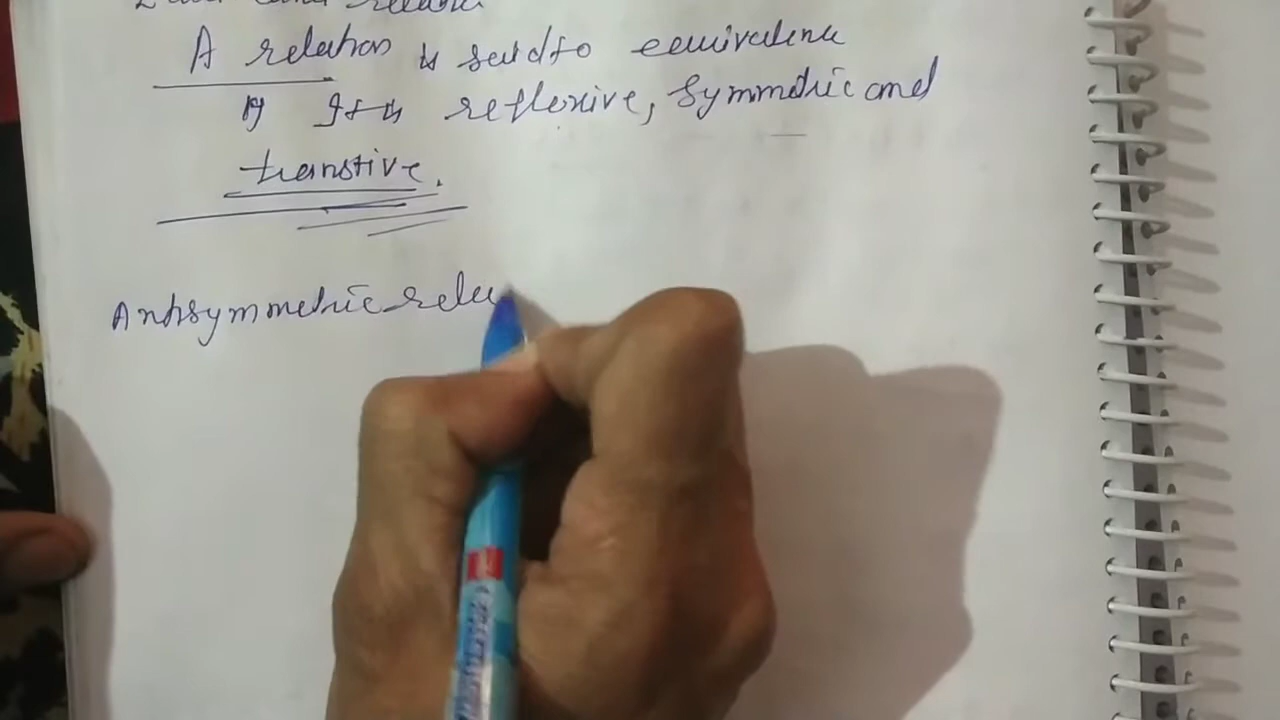 A relation is said to equivalence
if It is reflexive, Symmetric and
transtive.
Antisymmetric rela